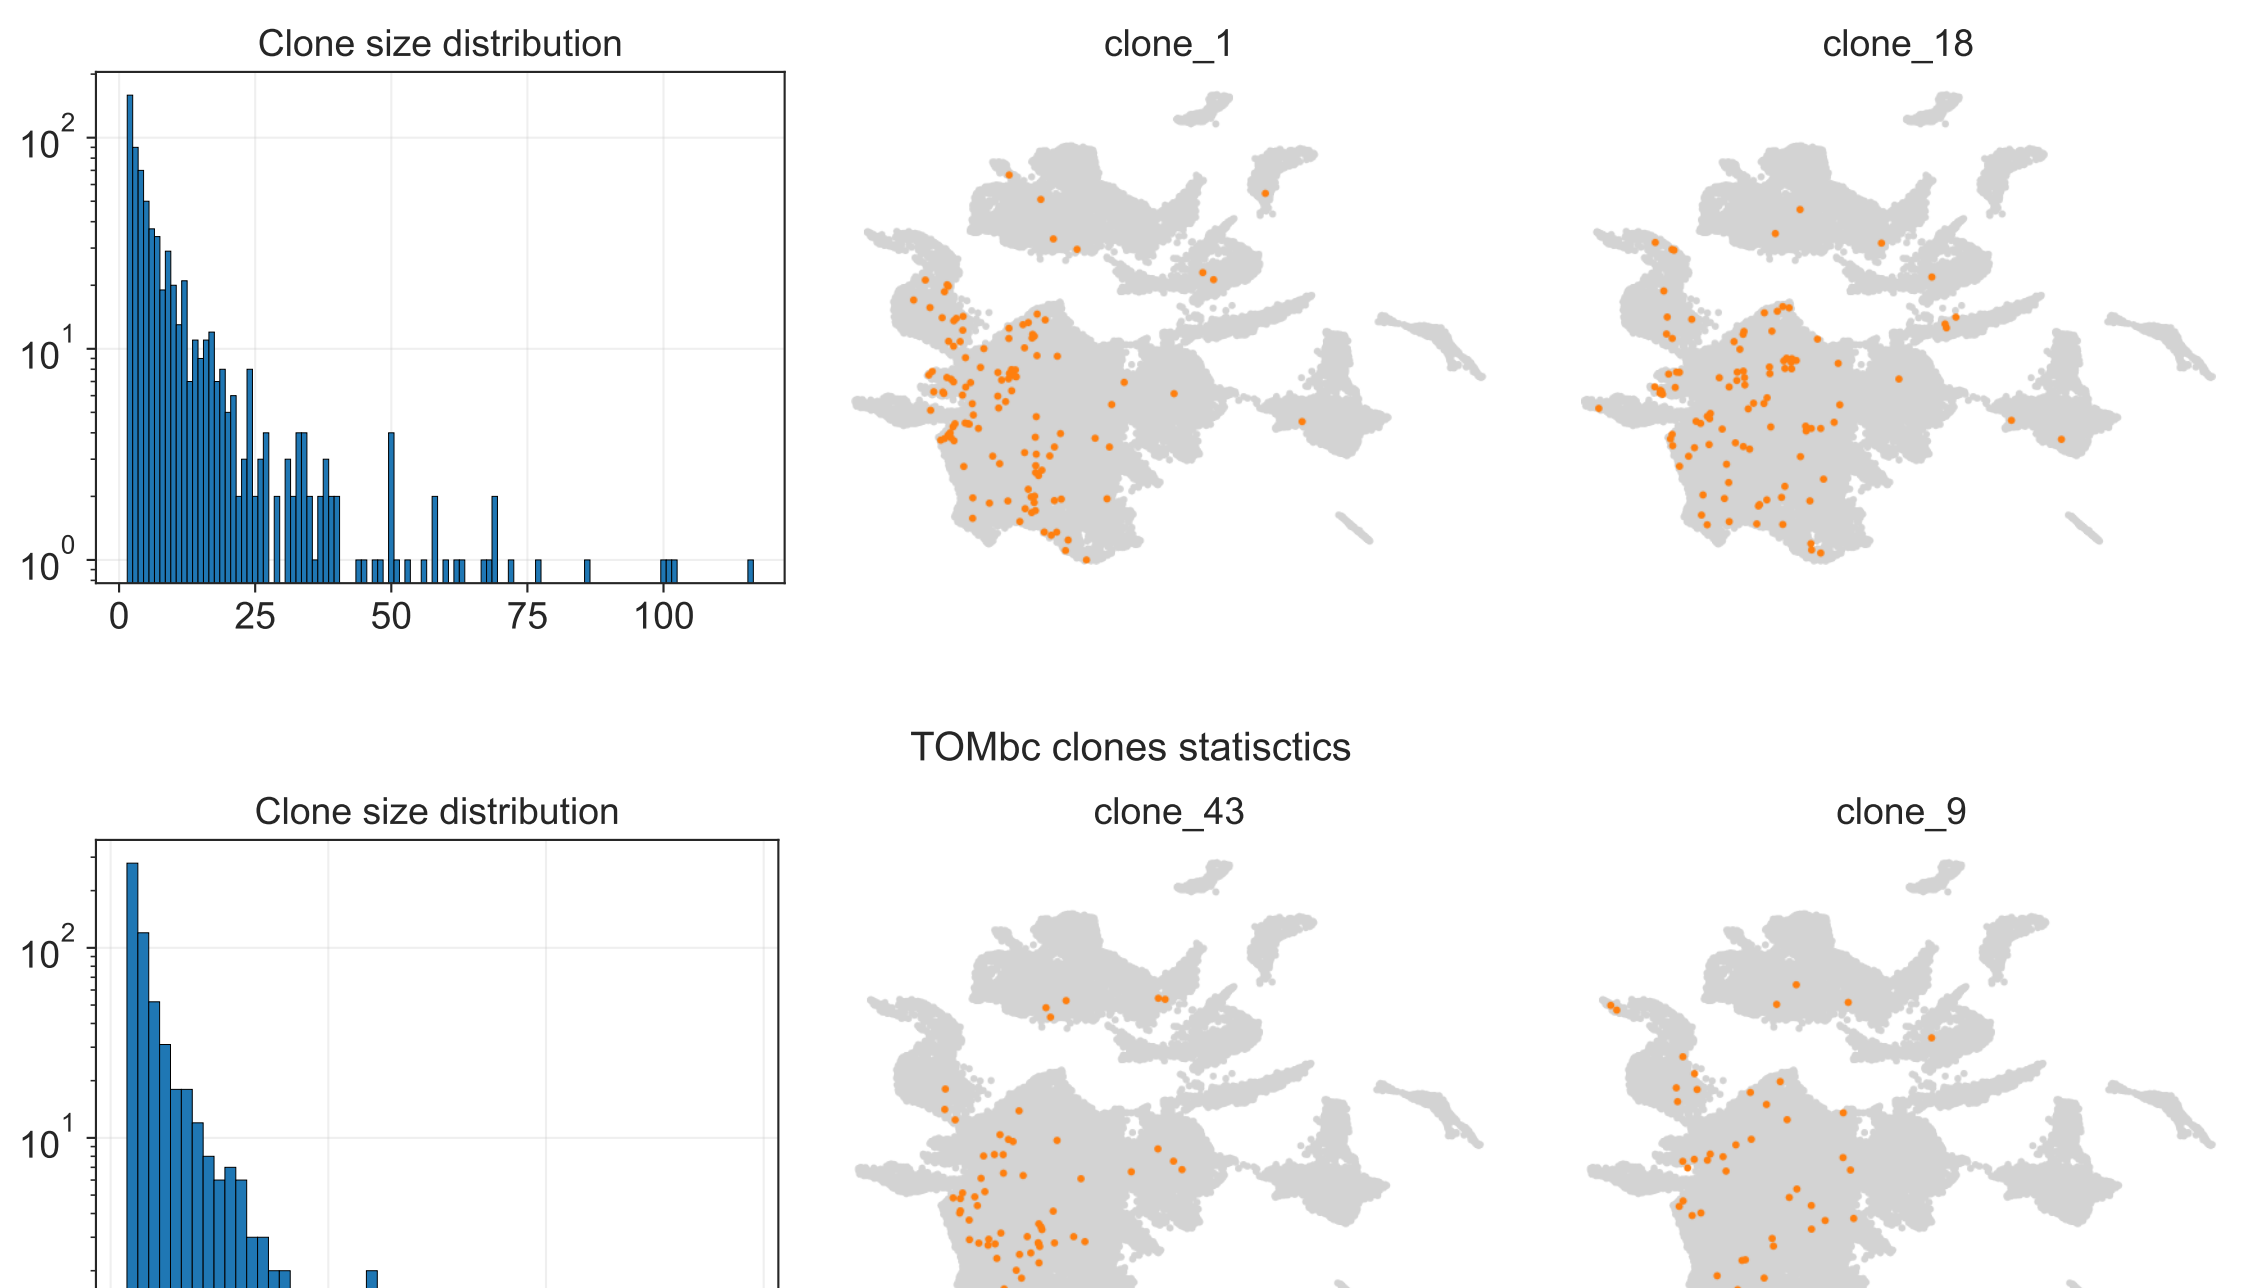 Clone size distribution
clone_1
clone_18
10^2
10^1
10^0
0 25 50 75 100
TOMbc clones statisctics
Clone size distribution
clone_43
clone_9
10^2
10^1